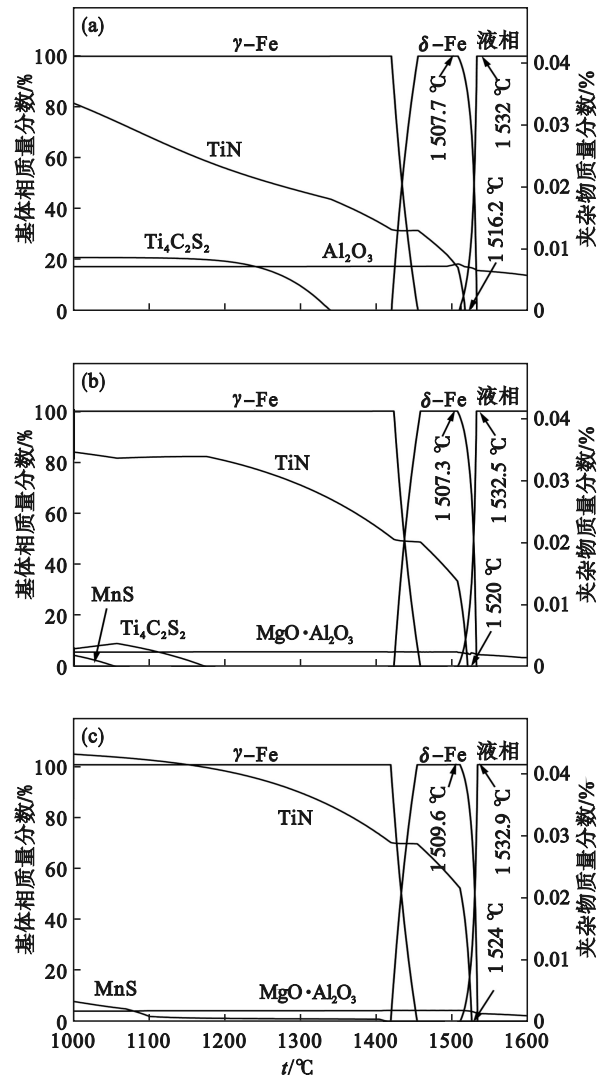 (a)
γ-Fe
δ-Fe
液相
100
80
60
40
20
0
基体相质量分数/%
TiN
Ti₄C₂S₂
Al₂O₃
1 507.7 ℃
1 532 ℃
1 516.2 ℃
0.04
0.03
0.02
0.01
0
夹杂物质量分数/%
(b)
γ-Fe
δ-Fe
液相
100
80
60
40
20
0
基体相质量分数/%
TiN
MnS
Ti₄C₂S₂
MgO·Al₂O₃
1 507.3 ℃
1 532.5 ℃
1 520 ℃
0.04
0.03
0.02
0.01
0
夹杂物质量分数/%
(c)
γ-Fe
δ-Fe
液相
100
80
60
40
20
0
基体相质量分数/%
TiN
MnS
MgO·Al₂O₃
1 509.6 ℃
1 532.9 ℃
1 524 ℃
0.04
0.03
0.02
0.01
0
夹杂物质量分数/%
1000 1100 1200 1300 1400 1500 1600
t/℃